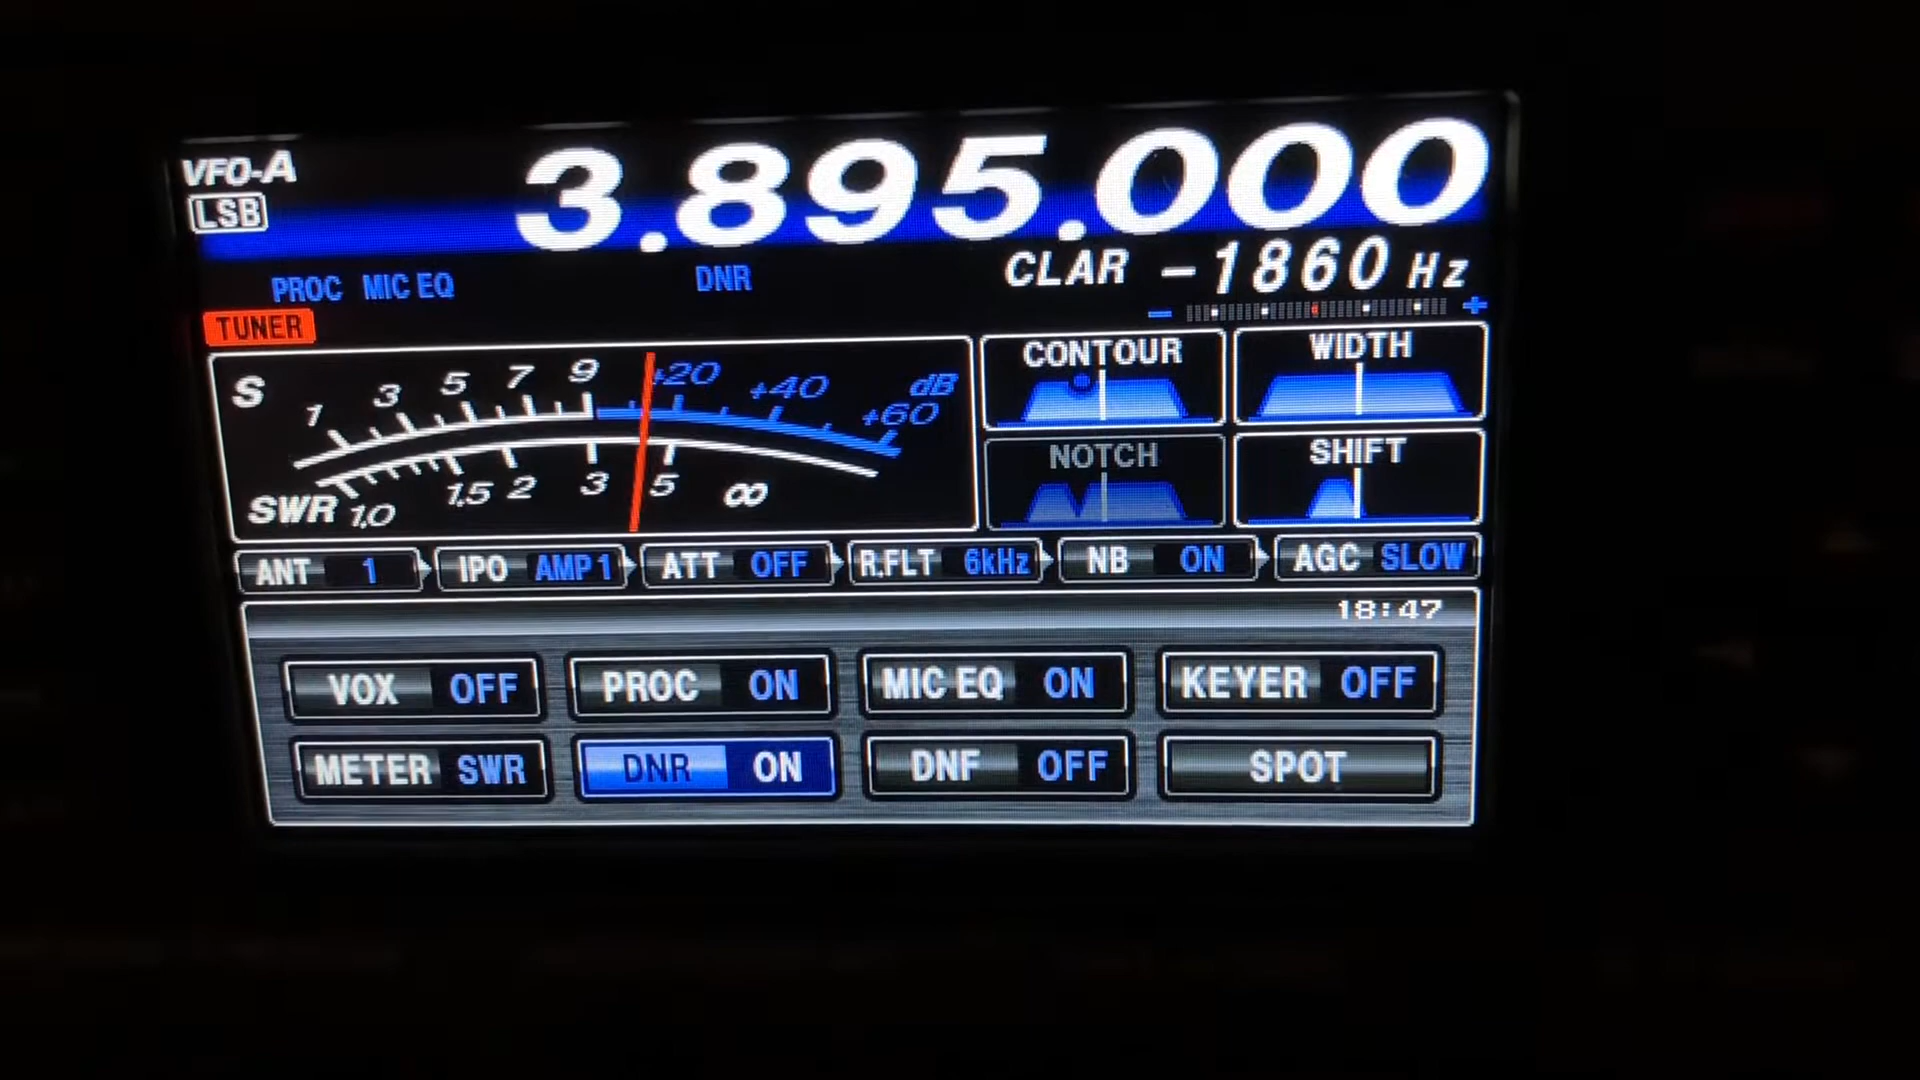 VFO-A 3.895.000
LSB
CLAR -1860 Hz
PROC MIC EQ DNR
- +
TUNER
S 1 3 5 7 9 +20 +40 +60 dB
SWR 1.0 1.5 2 3 5 ∞
CONTOUR WIDTH
NOTCH SHIFT
ANT 1 IPO AMP1 ATT OFF R.FLT 6kHz NB ON AGC SLOW
18:47
VOX OFF PROC ON MIC EQ ON KEYER OFF
METER SWR DNR ON DNF OFF SPOT